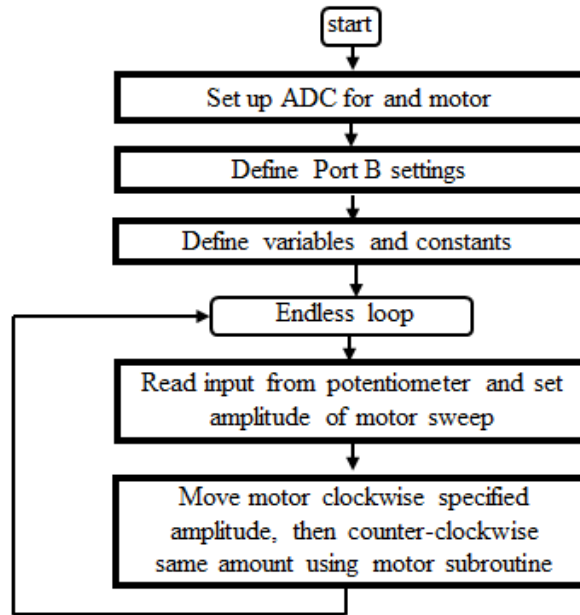 start
Set up ADC for and motor
Define Port B settings
Define variables and constants
Endless loop
Read input from potentiometer and set
amplitude of motor sweep
Move motor clockwise specified
amplitude, then counter-clockwise
same amount using motor subroutine